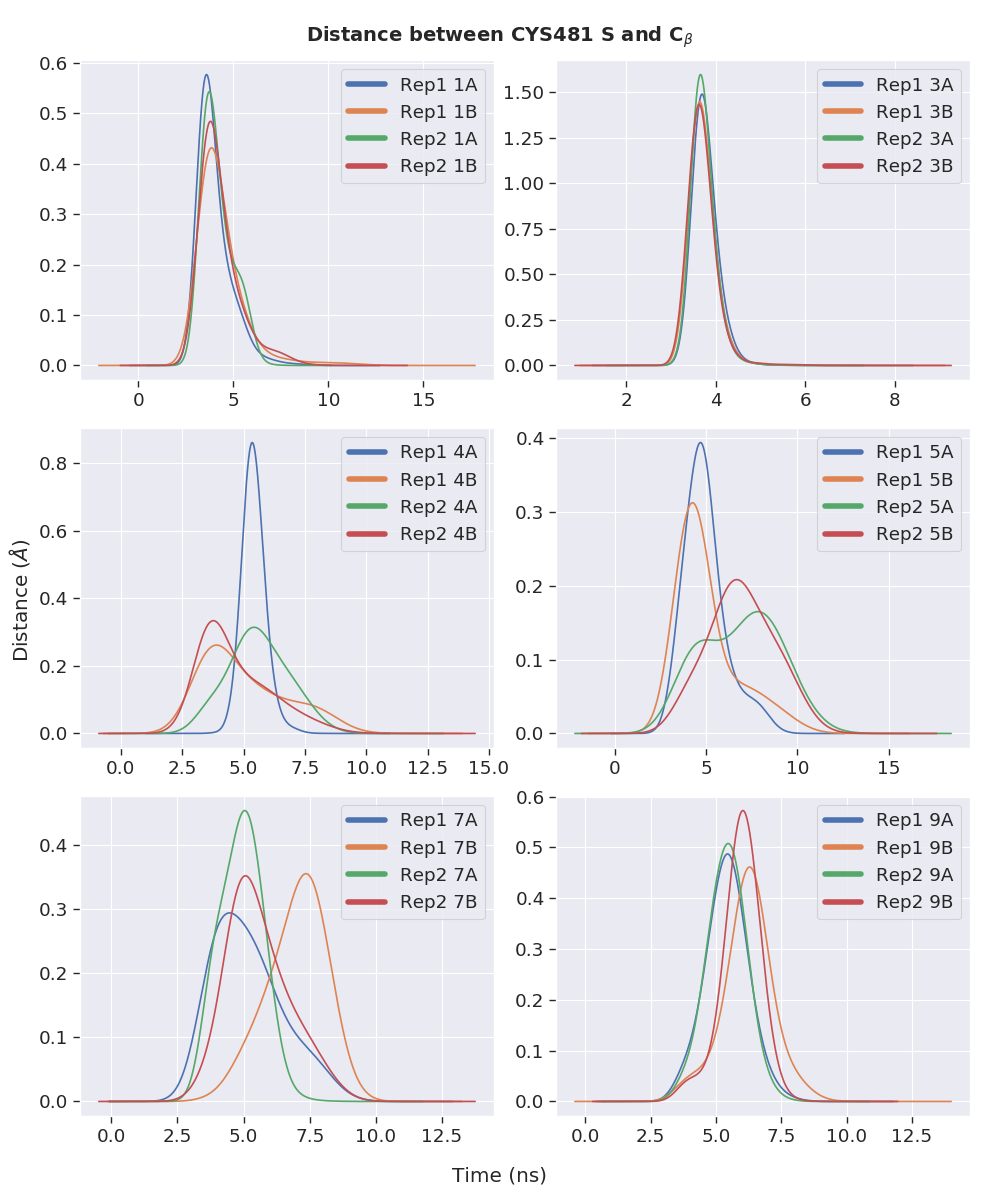 Distance between CYS481 S and Cβ
0.6
0.5
0.4
0.3
0.2
0.1
0.0
0 5 10 15
Rep1 1A
Rep1 1B
Rep2 1A
Rep2 1B
1.50
1.25
1.00
0.75
0.50
0.25
0.00
2 4 6 8
Rep1 3A
Rep1 3B
Rep2 3A
Rep2 3B
Distance (Å)
0.8
0.6
0.4
0.2
0.0
0.0 2.5 5.0 7.5 10.0 12.5 15.0
Rep1 4A
Rep1 4B
Rep2 4A
Rep2 4B
0.4
0.3
0.2
0.1
0.0
0 5 10 15
Rep1 5A
Rep1 5B
Rep2 5A
Rep2 5B
0.4
0.3
0.2
0.1
0.0
0.0 2.5 5.0 7.5 10.0 12.5
Rep1 7A
Rep1 7B
Rep2 7A
Rep2 7B
0.6
0.5
0.4
0.3
0.2
0.1
0.0
0.0 2.5 5.0 7.5 10.0 12.5
Rep1 9A
Rep1 9B
Rep2 9A
Rep2 9B
Time (ns)